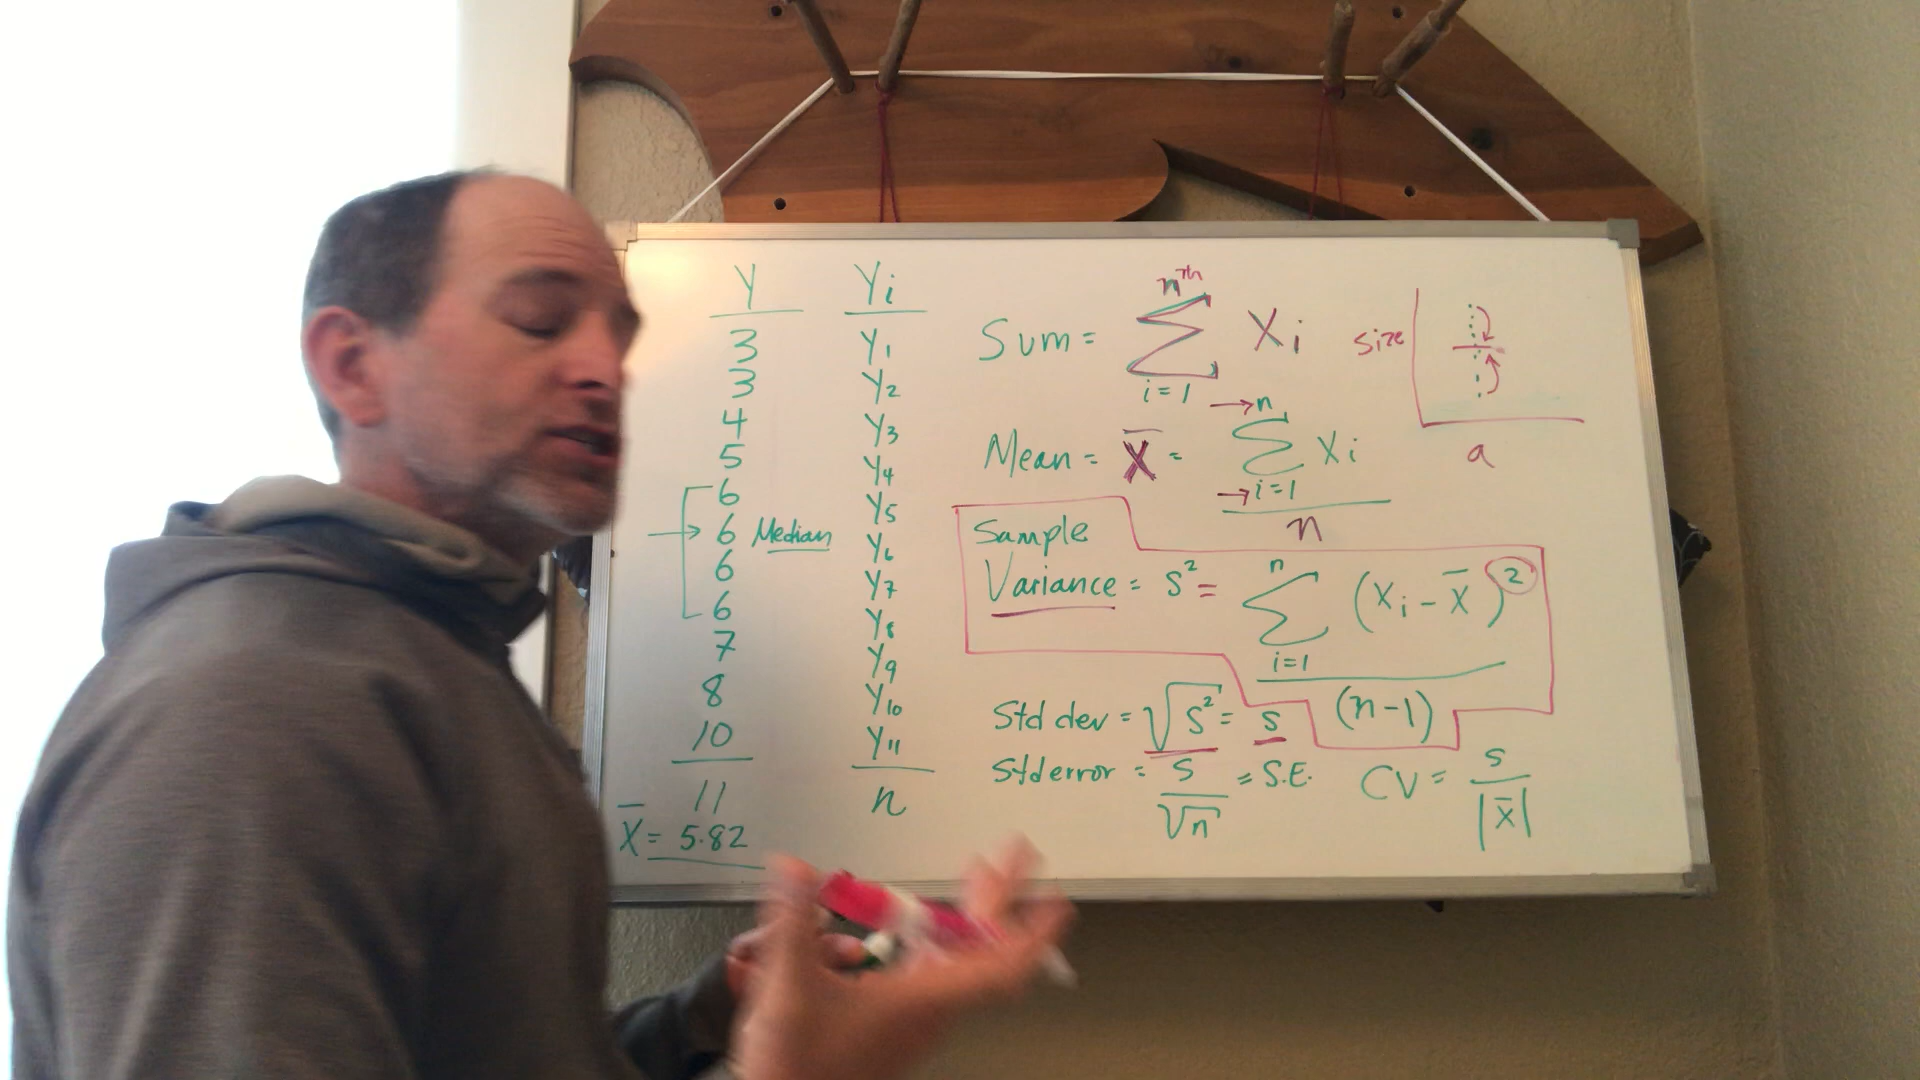 Y
3
3
4
5
6
6 Median
6
6
7
8
10
11
X̅ = 5.82
Yi
Y1
Y2
Y3
Y4
Y5
Y6
Y7
Y8
Y9
Y10
Y11
n
nth
Sum = Σ Xi
i=1
size
a
→n
Mean = X̅ = Σ Xi
→i=1
n
Sample
n
Variance = S² = Σ (Xi - X̅)²
i=1
(n-1)
Std dev = √S² = s
Std error = s/√n = S.E.
CV = s/|x̅|